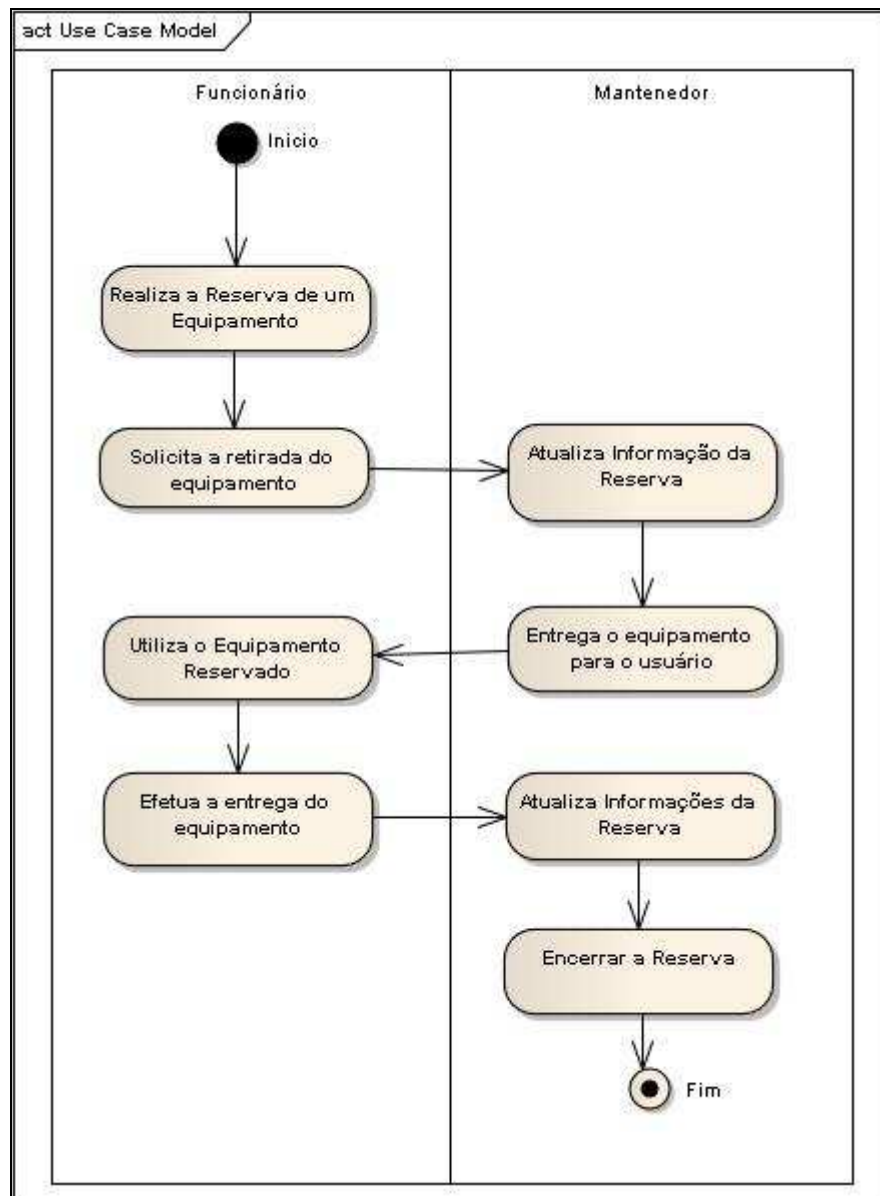 act Use Case Model
Funcionário
Mantenedor
Inicio
Realiza a Reserva de um
Equipamento
Solicita a retirada do
equipamento
Atualiza Informação da
Reserva
Utiliza o Equipamento
Reservado
Entrega o equipamento
para o usuário
Efetua a entrega do
equipamento
Atualiza Informações da
Reserva
Encerrar a Reserva
Fim